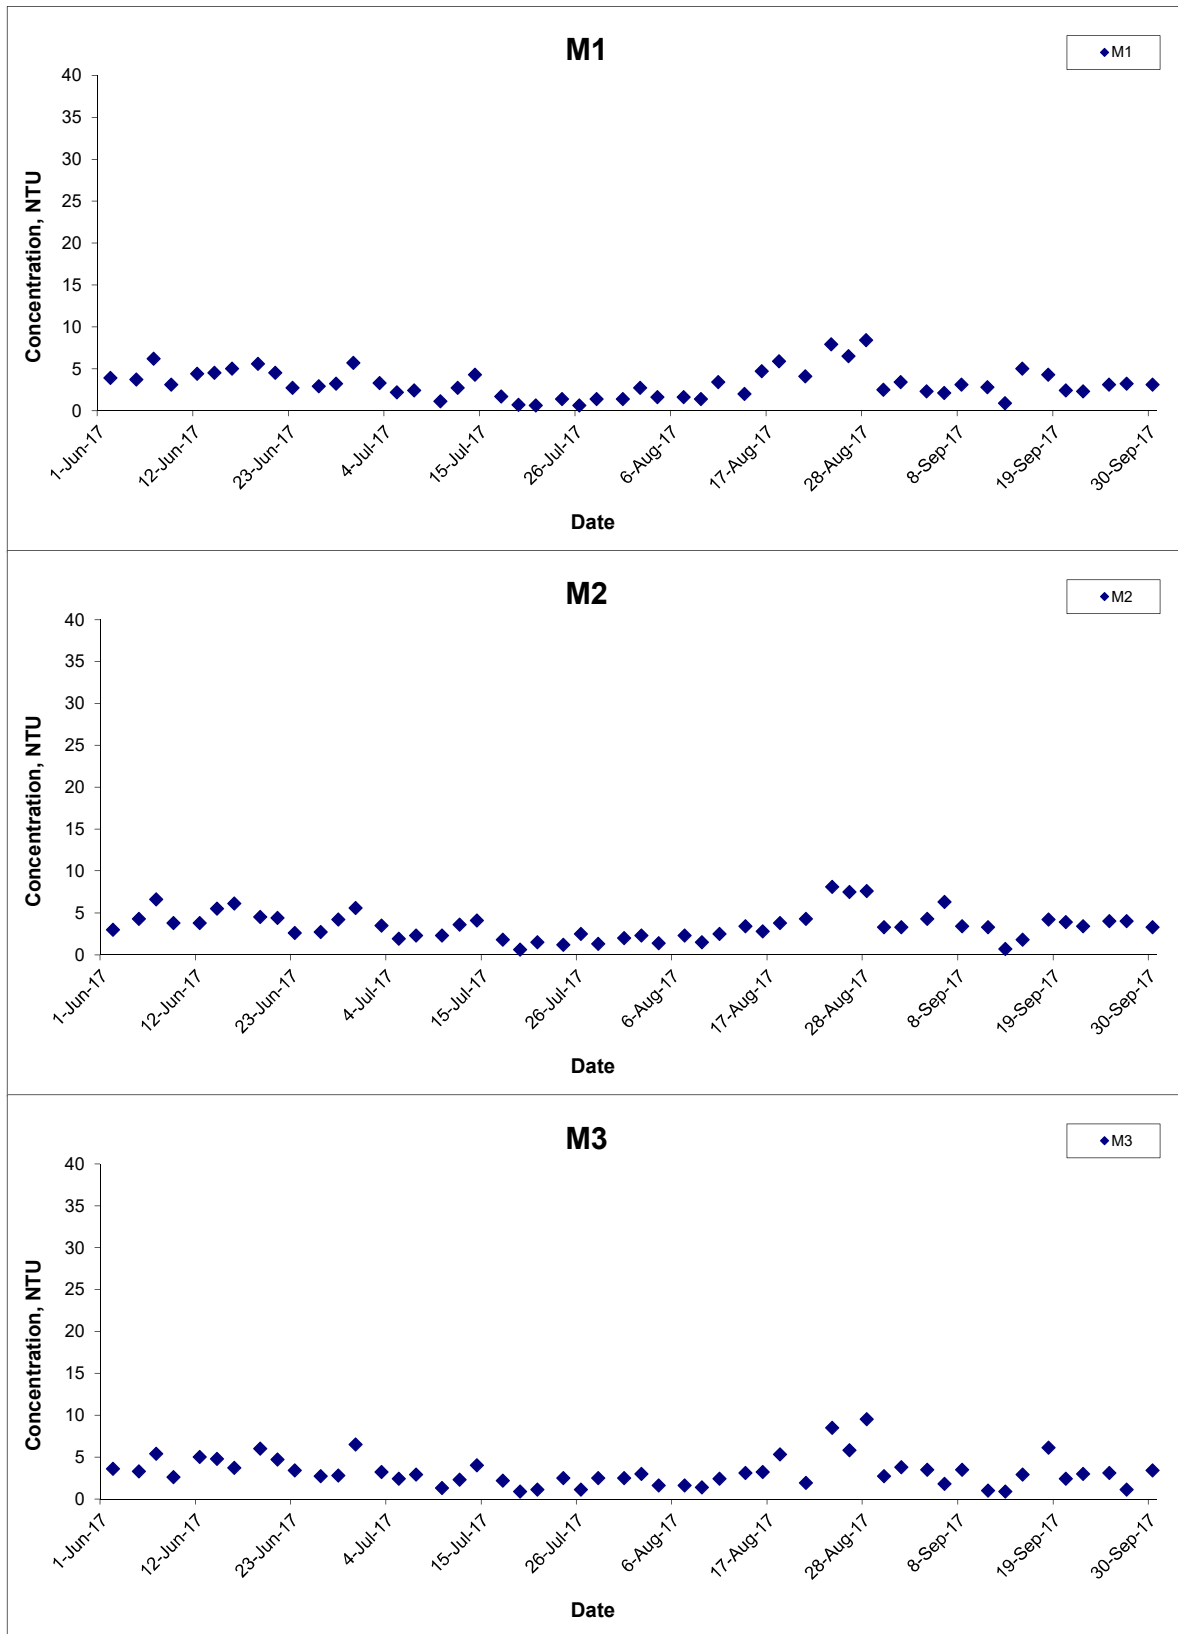 M1
M1
40
35
30
25
20
15
10
5
0
Concentration, NTU
1-Jun-17
12-Jun-17
23-Jun-17
4-Jul-17
15-Jul-17
26-Jul-17
6-Aug-17
17-Aug-17
28-Aug-17
8-Sep-17
19-Sep-17
30-Sep-17
Date
M2
M2
40
35
30
25
20
15
10
5
0
Concentration, NTU
1-Jun-17
12-Jun-17
23-Jun-17
4-Jul-17
15-Jul-17
26-Jul-17
6-Aug-17
17-Aug-17
28-Aug-17
8-Sep-17
19-Sep-17
30-Sep-17
Date
M3
M3
40
35
30
25
20
15
10
5
0
Concentration, NTU
1-Jun-17
12-Jun-17
23-Jun-17
4-Jul-17
15-Jul-17
26-Jul-17
6-Aug-17
17-Aug-17
28-Aug-17
8-Sep-17
19-Sep-17
30-Sep-17
Date